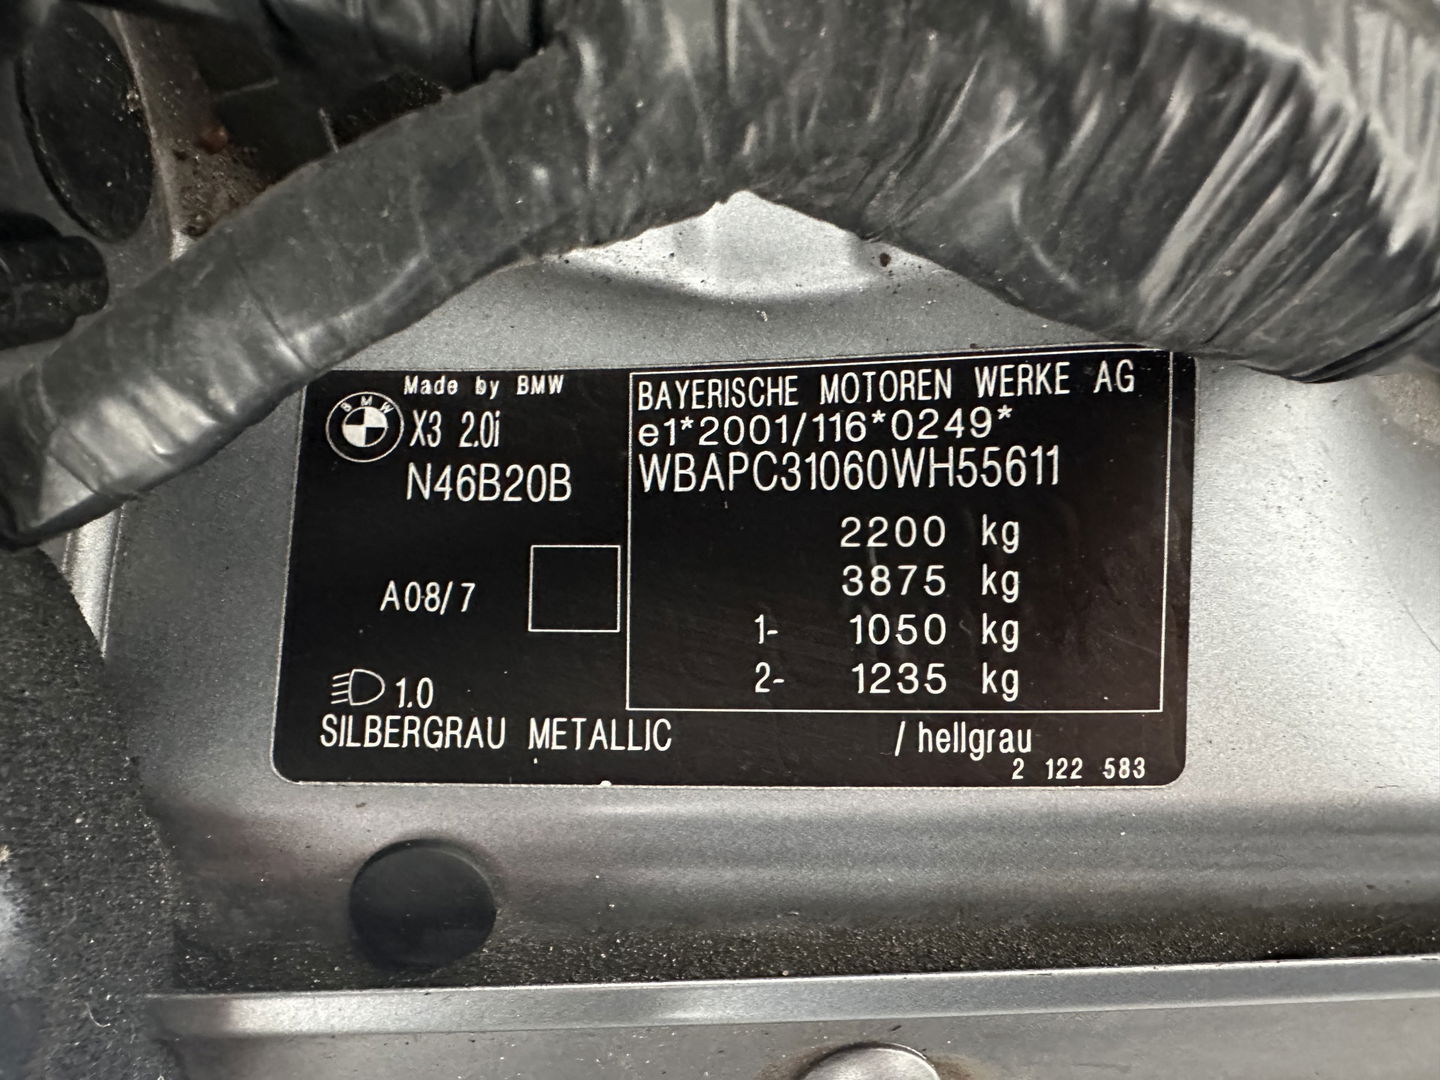 Made by BMW
BMW
X3 2.0i
N46B20B
A08/7
1.0
BAYERISCHE MOTOREN WERKE AG
e1*2001/116*0249*
WBAPC31060WH55611
2200 kg
3875 kg
1- 1050 kg
2- 1235 kg
SILBERGRAU METALLIC / hellgrau
2 122 583